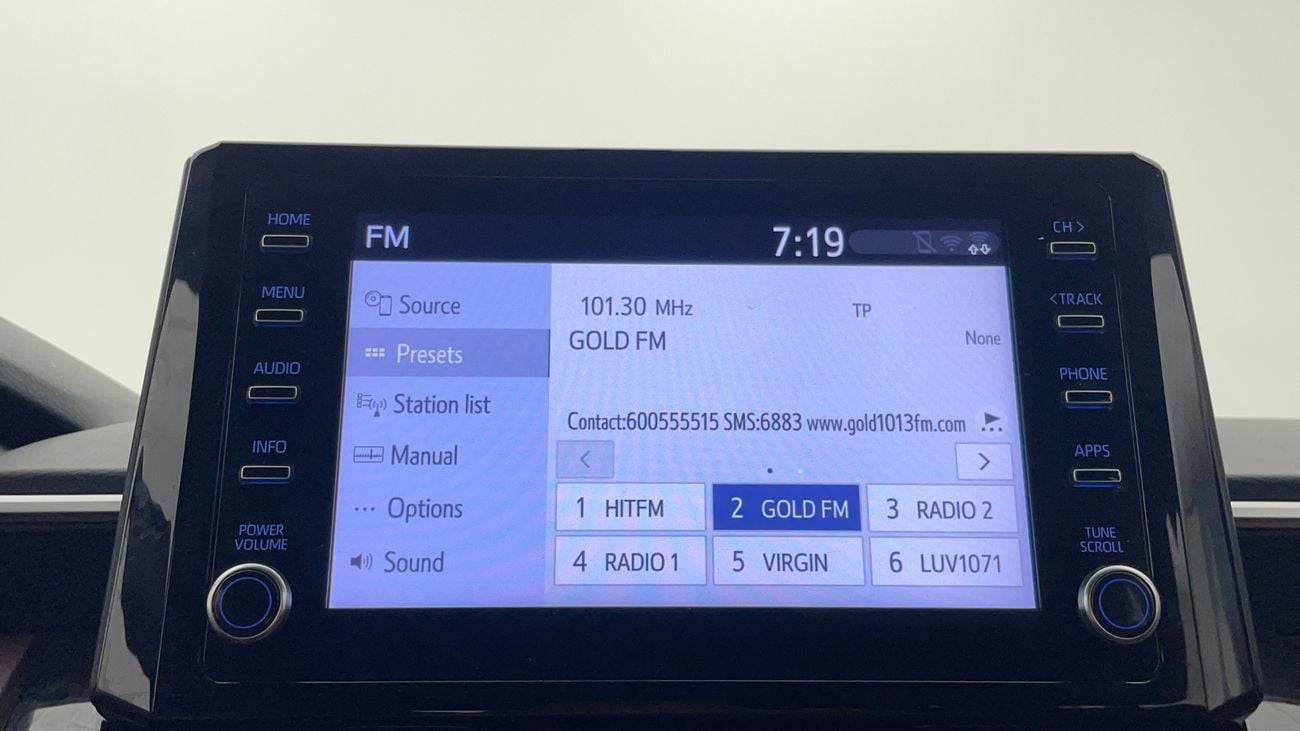 HOME
MENU
AUDIO
INFO
POWER
VOLUME
FM
7:19
Source
Presets
Station list
Manual
Options
Sound
101.30 MHz
TP
GOLD FM
None
Contact:600555515 SMS:6883 www.gold1013fm.com
< >
1 HITFM
2 GOLD FM
3 RADIO 2
4 RADIO 1
5 VIRGIN
6 LUV1071
CH >
<TRACK
PHONE
APPS
TUNE
SCROLL